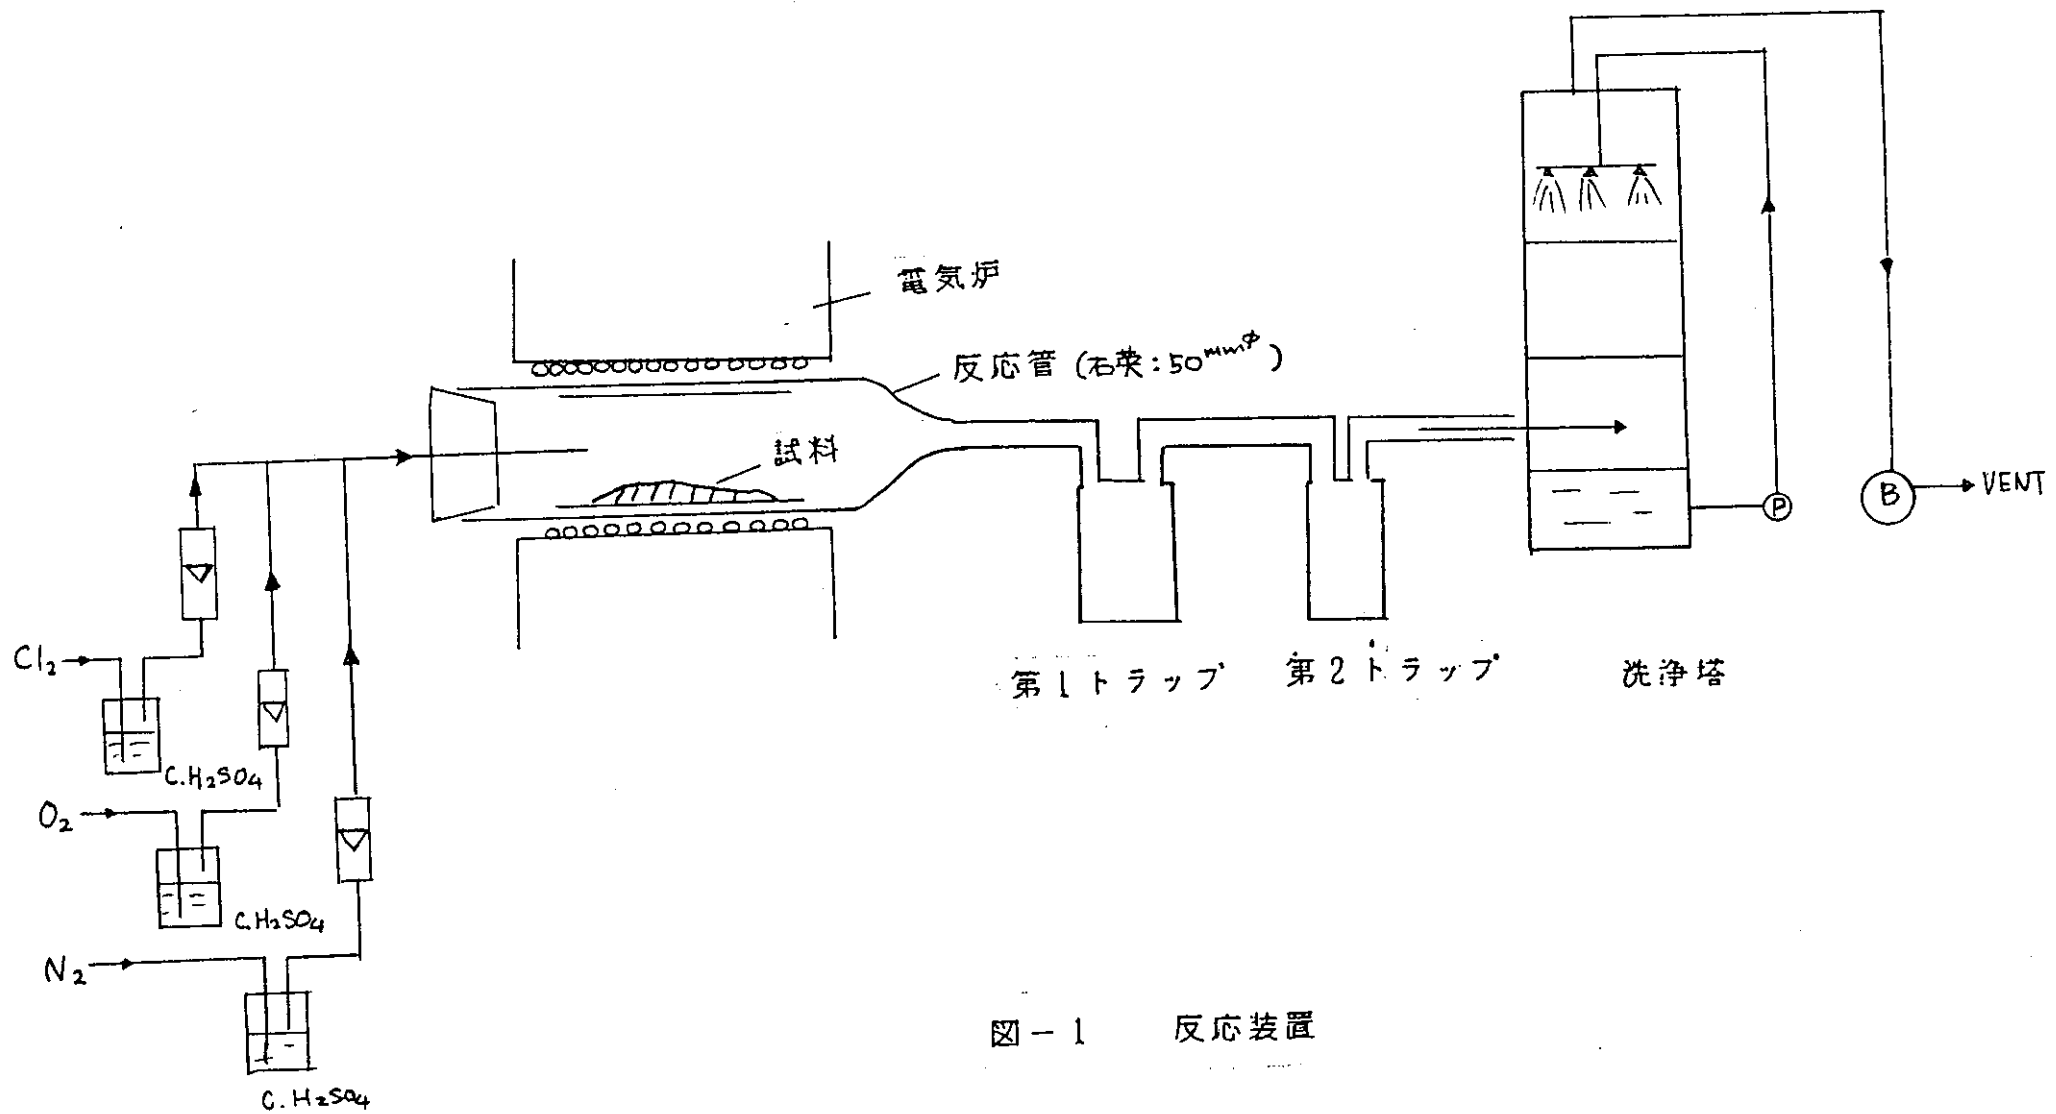 電気炉
反応管 (石英:50mmφ)
試料
Cl₂
C.H₂SO₄
O₂
C.H₂SO₄
N₂
C.H₂SO₄
第1トラップ
第2トラップ
洗浄塔
P
B
VENT
図-1 反応装置